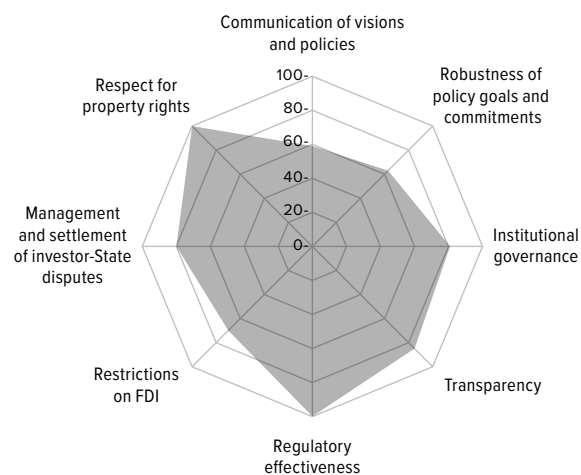 Communication of visions
and policies
Robustness of
policy goals and
commitments
Institutional
governance
Transparency
Regulatory
effectiveness
Restrictions
on FDI
Management
and settlement
of investor-State
disputes
Respect for
property rights
100-
80-
60-
40-
20-
0-